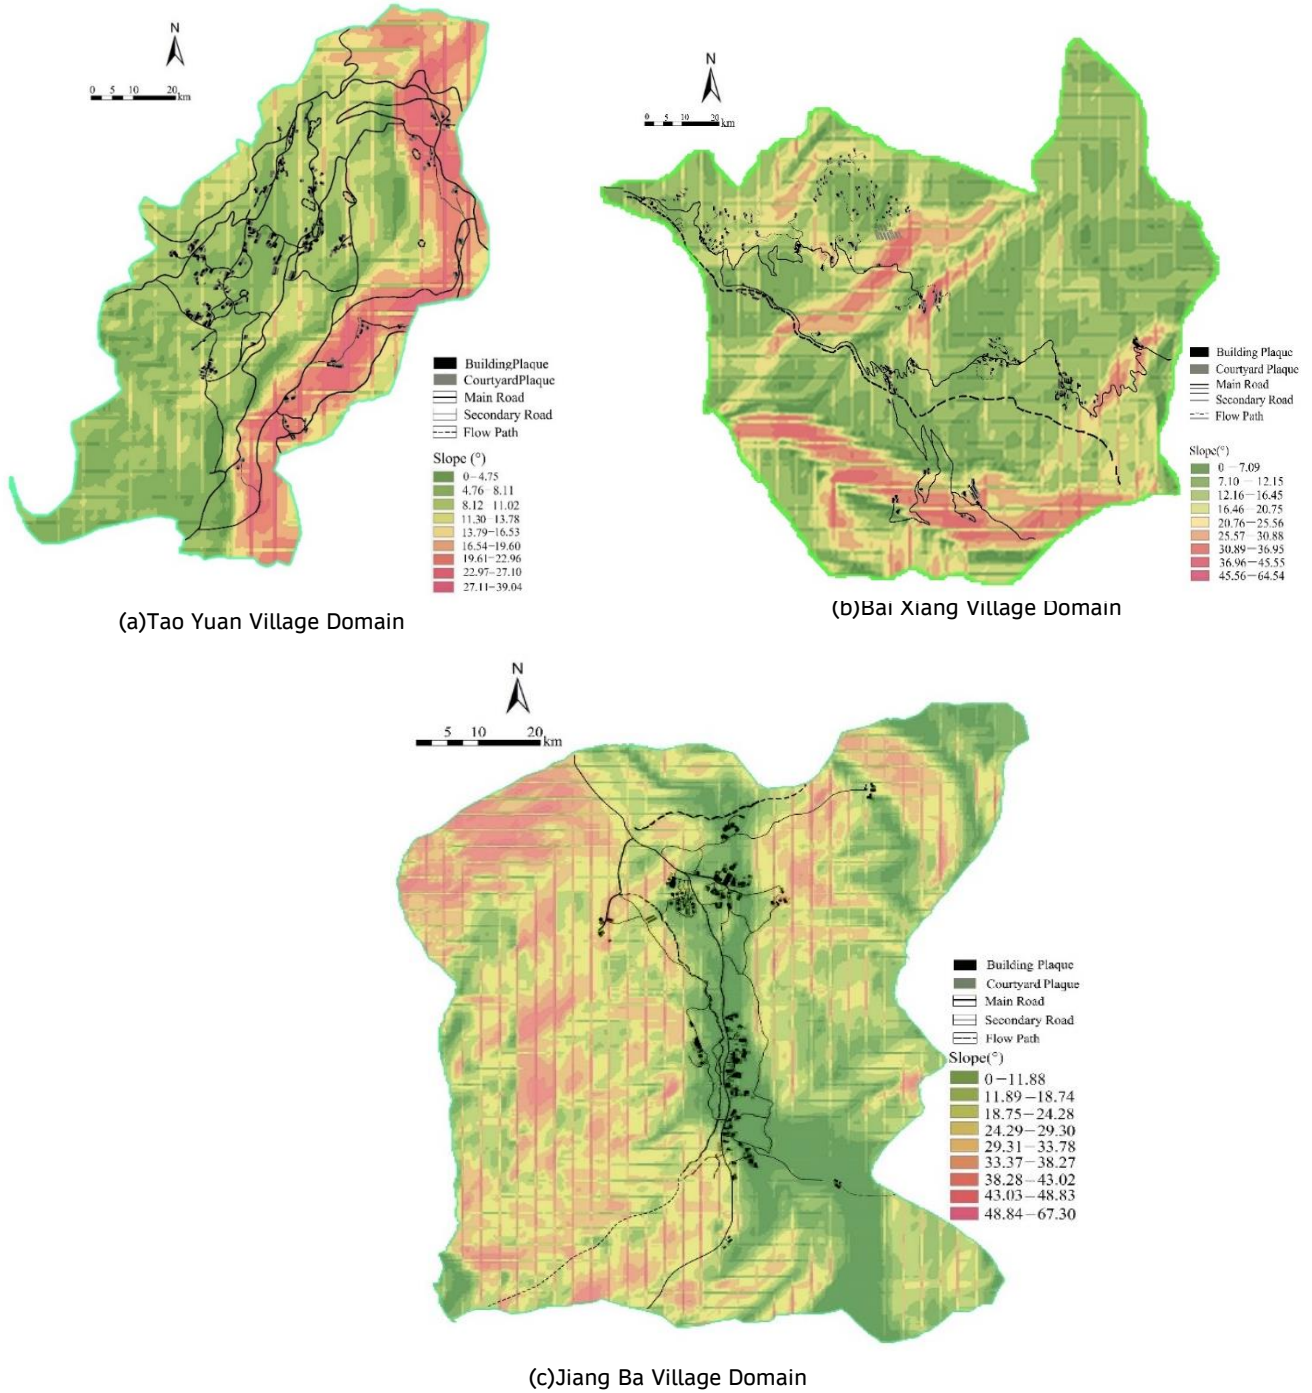 N
0 5 10 20
km
BuildingPlaque
CourtyardPlaque
Main Road
Secondary Road
Flow Path
Slope (°)
0–4.75
4.76–8.11
8.12–11.02
11.30–13.78
13.79–16.53
16.54–19.60
19.61–22.96
22.97–27.10
27.11–39.04
(a)Tao Yuan Village Domain
N
0 5 10 20
km
Building Plaque
Courtyard Plaque
Main Road
Secondary Road
Flow Path
Slope(°)
0 – 7.09
7.10 – 12.15
12.16 – 16.45
16.46 – 20.75
20.76 – 25.56
25.57 – 30.88
30.89 – 36.95
36.96 – 45.55
45.56 – 64.54
(b)Bai Xiang Village Domain
N
5 10 20
km
Building Plaque
Courtyard Plaque
Main Road
Secondary Road
Flow Path
Slope(°)
0–11.88
11.89–18.74
18.75–24.28
24.29–29.30
29.31–33.78
33.37–38.27
38.28–43.02
43.03–48.83
48.84–67.30
(c)Jiang Ba Village Domain